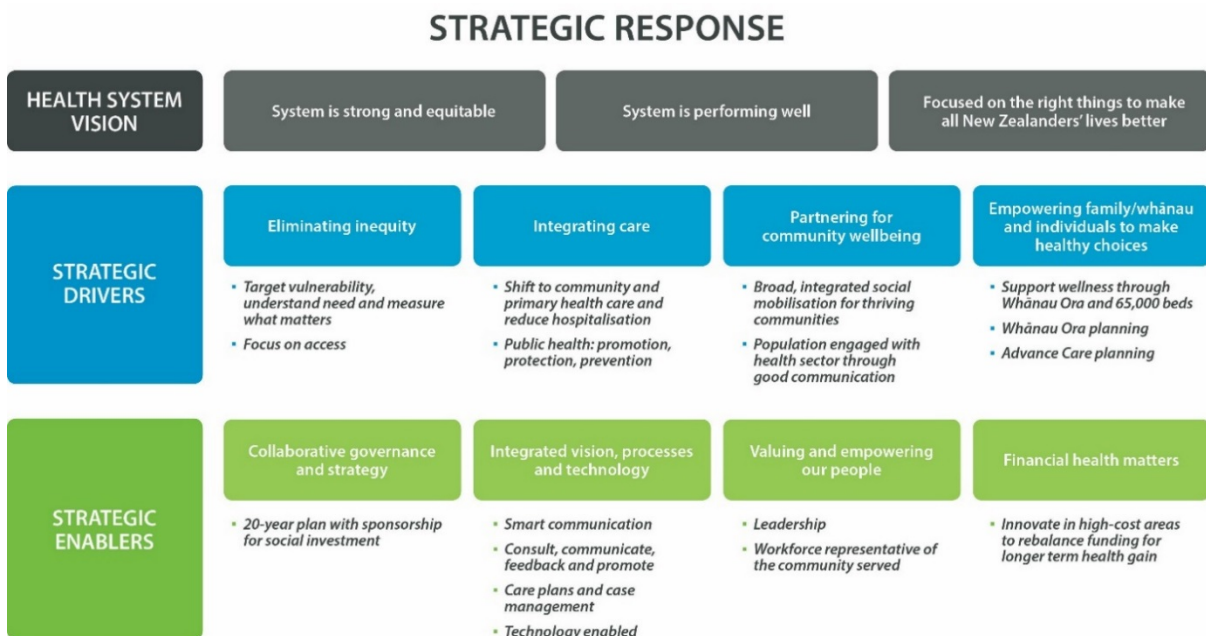 STRATEGIC RESPONSE
HEALTH SYSTEM
VISION
System is strong and equitable
System is performing well
Focused on the right things to make
all New Zealanders' lives better
STRATEGIC
DRIVERS
Eliminating inequity
▪ Target vulnerability,
understand need and measure
what matters
▪ Focus on access
Integrating care
▪ Shift to community and
primary health care and
reduce hospitalisation
▪ Public health: promotion,
protection, prevention
Partnering for
community wellbeing
▪ Broad, integrated social
mobilisation for thriving
communities
▪ Population engaged with
health sector through
good communication
Empowering family/whānau
and individuals to make
healthy choices
▪ Support wellness through
Whānau Ora and 65,000 beds
▪ Whānau Ora planning
▪ Advance Care planning
STRATEGIC
ENABLERS
Collaborative governance
and strategy
▪ 20-year plan with sponsorship
for social investment
Integrated vision, processes
and technology
▪ Smart communication
▪ Consult, communicate,
feedback and promote
▪ Care plans and case
management
▪ Technology enabled
Valuing and empowering
our people
▪ Leadership
▪ Workforce representative of
the community served
Financial health matters
▪ Innovate in high-cost areas
to rebalance funding for
longer term health gain